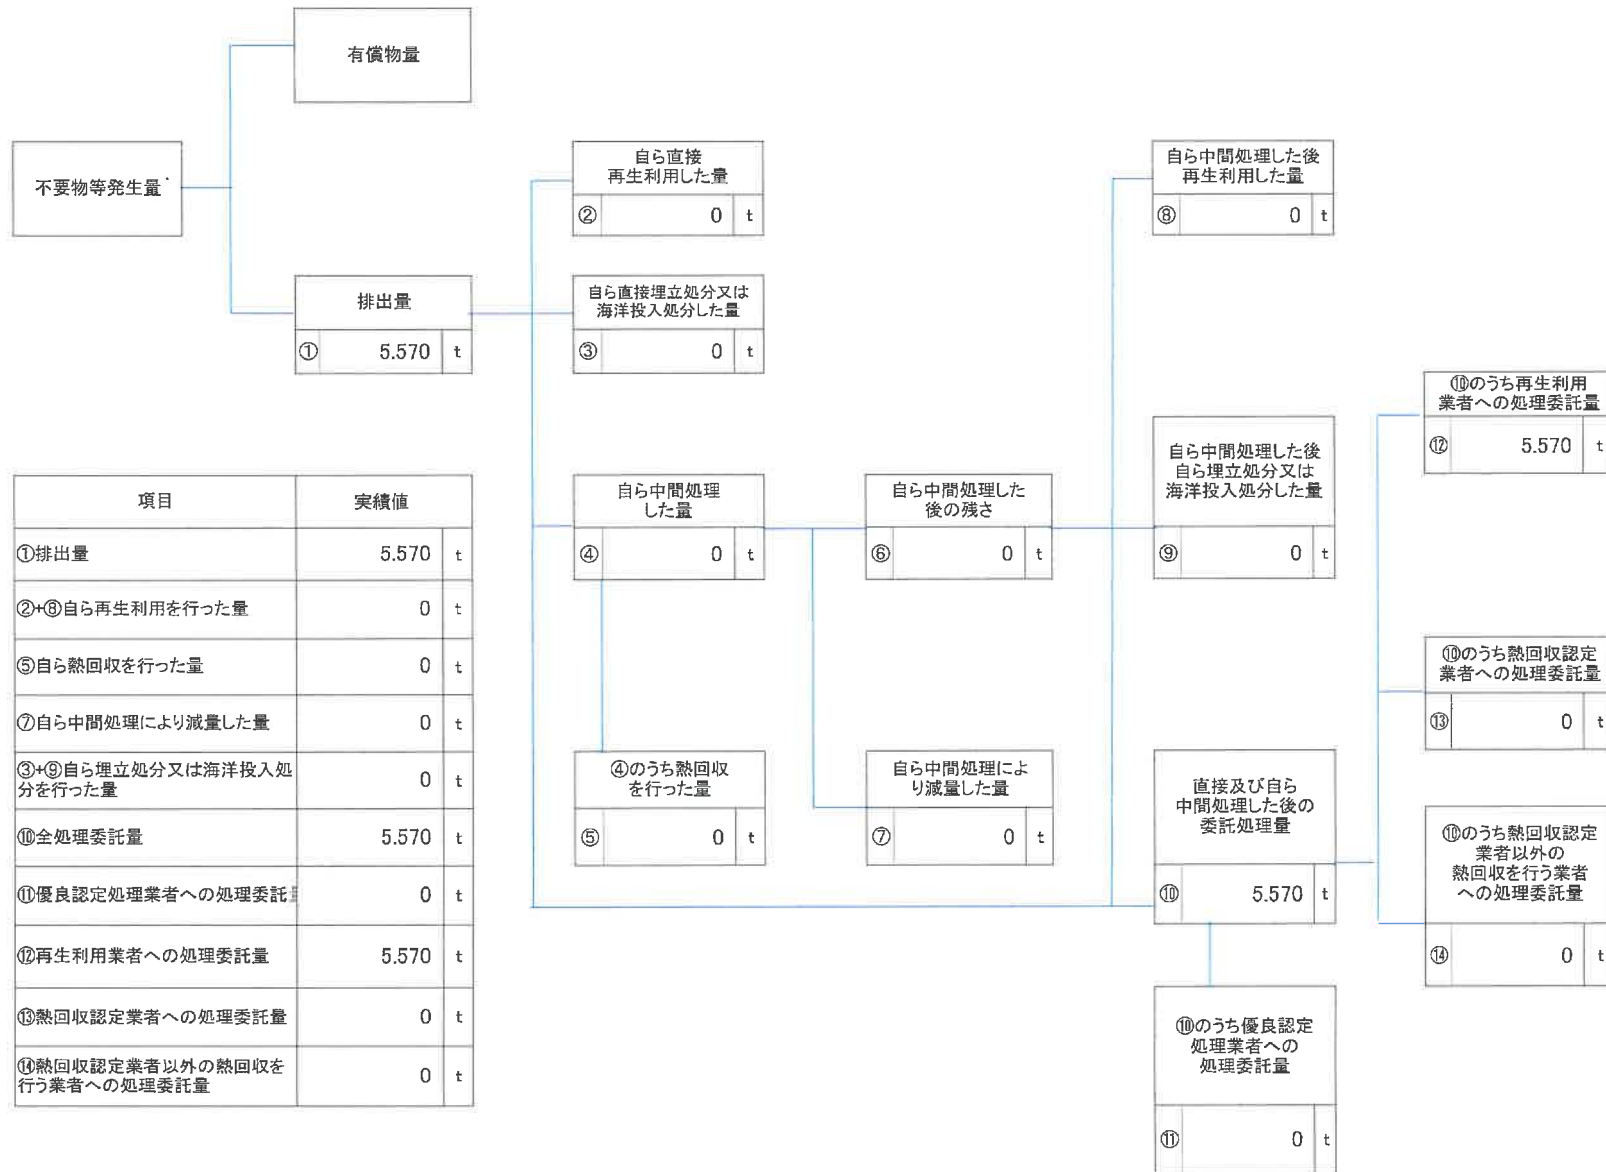 有償物量
不要物等発生量
排出量
① 5.570 t
自ら直接
再生利用した量
② 0 t
自ら直接埋立処分又は
海洋投入処分した量
③ 0 t
自ら中間処理
した量
④ 0 t
④のうち熱回収
を行った量
⑤ 0 t
自ら中間処理した
後の残さ
⑥ 0 t
自ら中間処理によ
り減量した量
⑦ 0 t
自ら中間処理した後
再生利用した量
⑧ 0 t
自ら中間処理した後
自ら埋立処分又は
海洋投入処分した量
⑨ 0 t
直接及び自ら
中間処理した後の
委託処理量
⑩ 5.570 t
⑩のうち優良認定
処理業者への
処理委託量
⑪ 0 t
⑩のうち再生利用
業者への処理委託量
⑫ 5.570 t
⑩のうち熱回収認定
業者への処理委託量
⑬ 0 t
⑩のうち熱回収認定
業者以外の
熱回収を行う業者
への処理委託量
⑭ 0 t
項目 実績値
①排出量 5.570 t
②+⑧自ら再生利用を行った量 0 t
⑤自ら熱回収を行った量 0 t
⑦自ら中間処理により減量した量 0 t
③+⑨自ら埋立処分又は海洋投入処
分を行った量 0 t
⑩全処理委託量 5.570 t
⑪優良認定処理業者への処理委託 0 t
⑫再生利用業者への処理委託量 5.570 t
⑬熱回収認定業者への処理委託量 0 t
⑭熱回収認定業者以外の熱回収を
行う業者への処理委託量 0 t